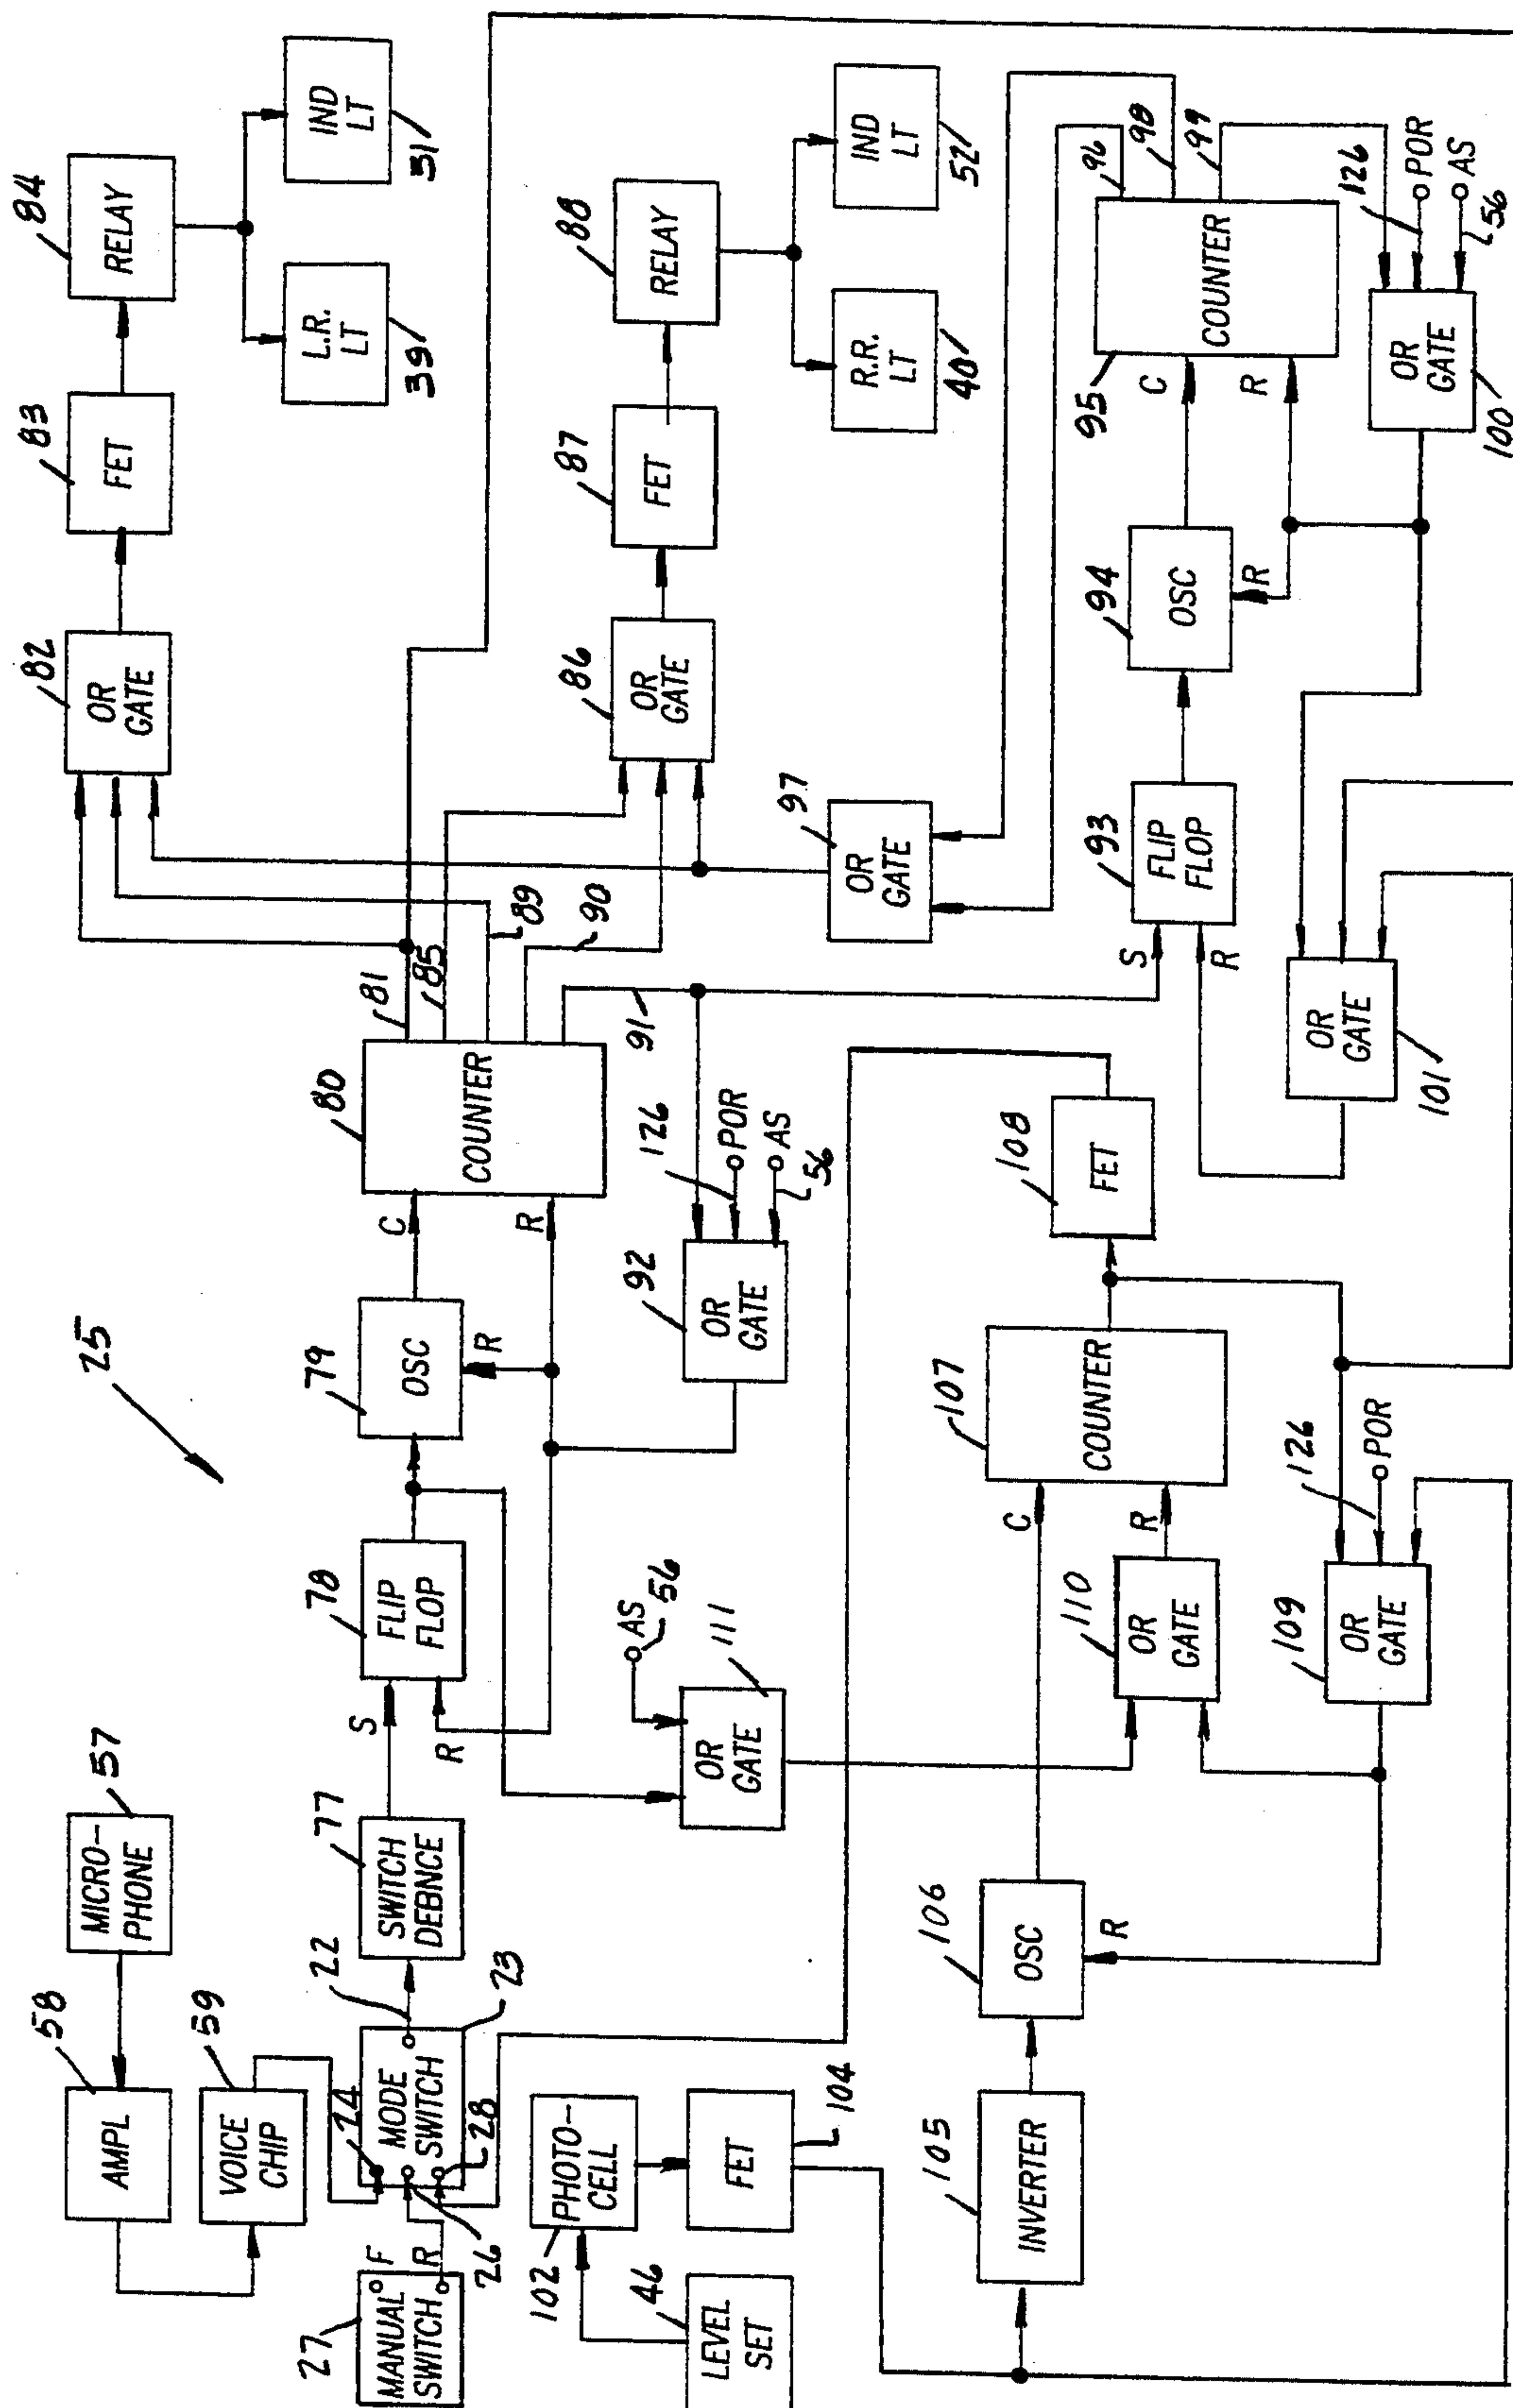 MICRO-
PHONE
57
AMPL
58
VOICE
CHIP
59
MANUAL
SWITCH
27
F
R
MODE
SWITCH
24
26
28
22
23
SWITCH
DEBNCE
77
S
R
FLIP
FLOP
78
OSC
79
R
C
R
COUNTER
80
81
85
89
90
91
25
OR
GATE
82
FET
83
RELAY
84
L.R.
LT
39
IND
LT
51
OR
GATE
86
FET
87
RELAY
88
R.R.
LT
40
IND
LT
52
OR
GATE
92
126
POR
AS
56
OR
GATE
111
AS
56
OR
GATE
97
LEVEL
SET
46
PHOTO-
CELL
102
FET
104
INVERTER
105
OSC
106
R
C
R
COUNTER
107
FET
108
OR
GATE
110
OR
GATE
109
126
POR
S
R
FLIP
FLOP
93
OSC
94
R
C
R
COUNTER
95
96
98
99
OR
GATE
101
OR
GATE
100
126
POR
AS
56